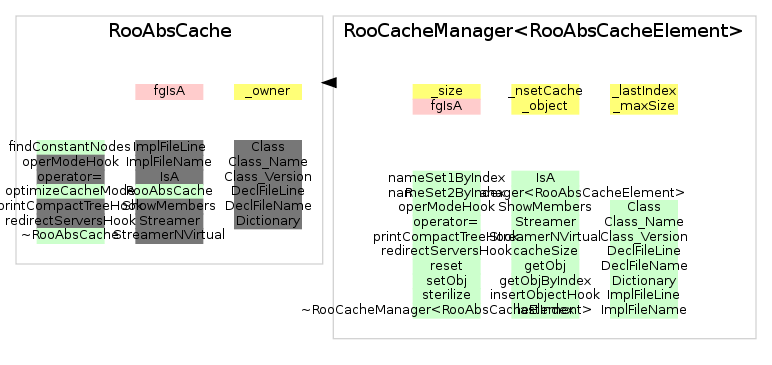 RooAbsCache
fgIsA
_owner
findConstantNodes
operModeHook
operator=
optimizeCacheMode
printCompactTreeHook
redirectServersHook
~RooAbsCache
ImplFileLine
ImplFileName
IsA
RooAbsCache
ShowMembers
Streamer
StreamerNVirtual
Class
Class_Name
Class_Version
DeclFileLine
DeclFileName
Dictionary
RooCacheManager<RooAbsCacheElement>
_size
fgIsA
_nsetCache
_object
_lastIndex
_maxSize
nameSet1ByIndex
nameSet2ByIndex
operModeHook
operator=
printCompactTreeHook
redirectServersHook
reset
setObj
sterilize
~RooCacheManager<RooAbsCacheElement>
IsA
ShowMembers
Streamer
StreamerNVirtual
cacheSize
getObj
getObjByIndex
insertObjectHook
lastIndex
Class
Class_Name
Class_Version
DeclFileLine
DeclFileName
Dictionary
ImplFileLine
ImplFileName